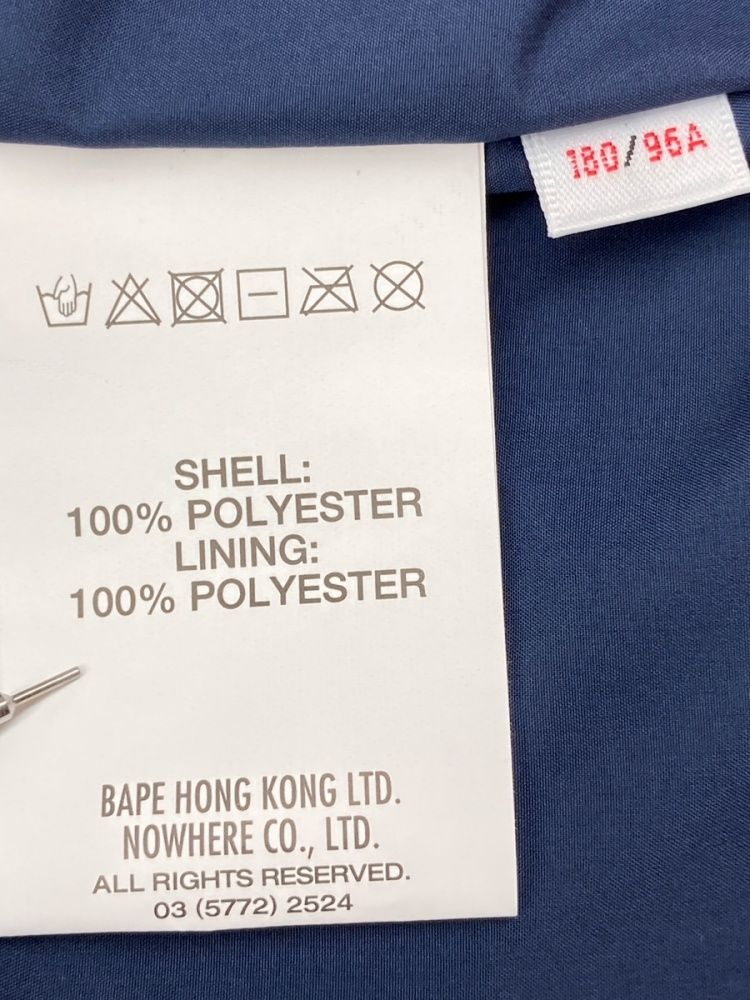 180/96A
SHELL:
100% POLYESTER
LINING:
100% POLYESTER
BAPE HONG KONG LTD.
NOWHERE CO., LTD.
ALL RIGHTS RESERVED.
03 (5772) 2524